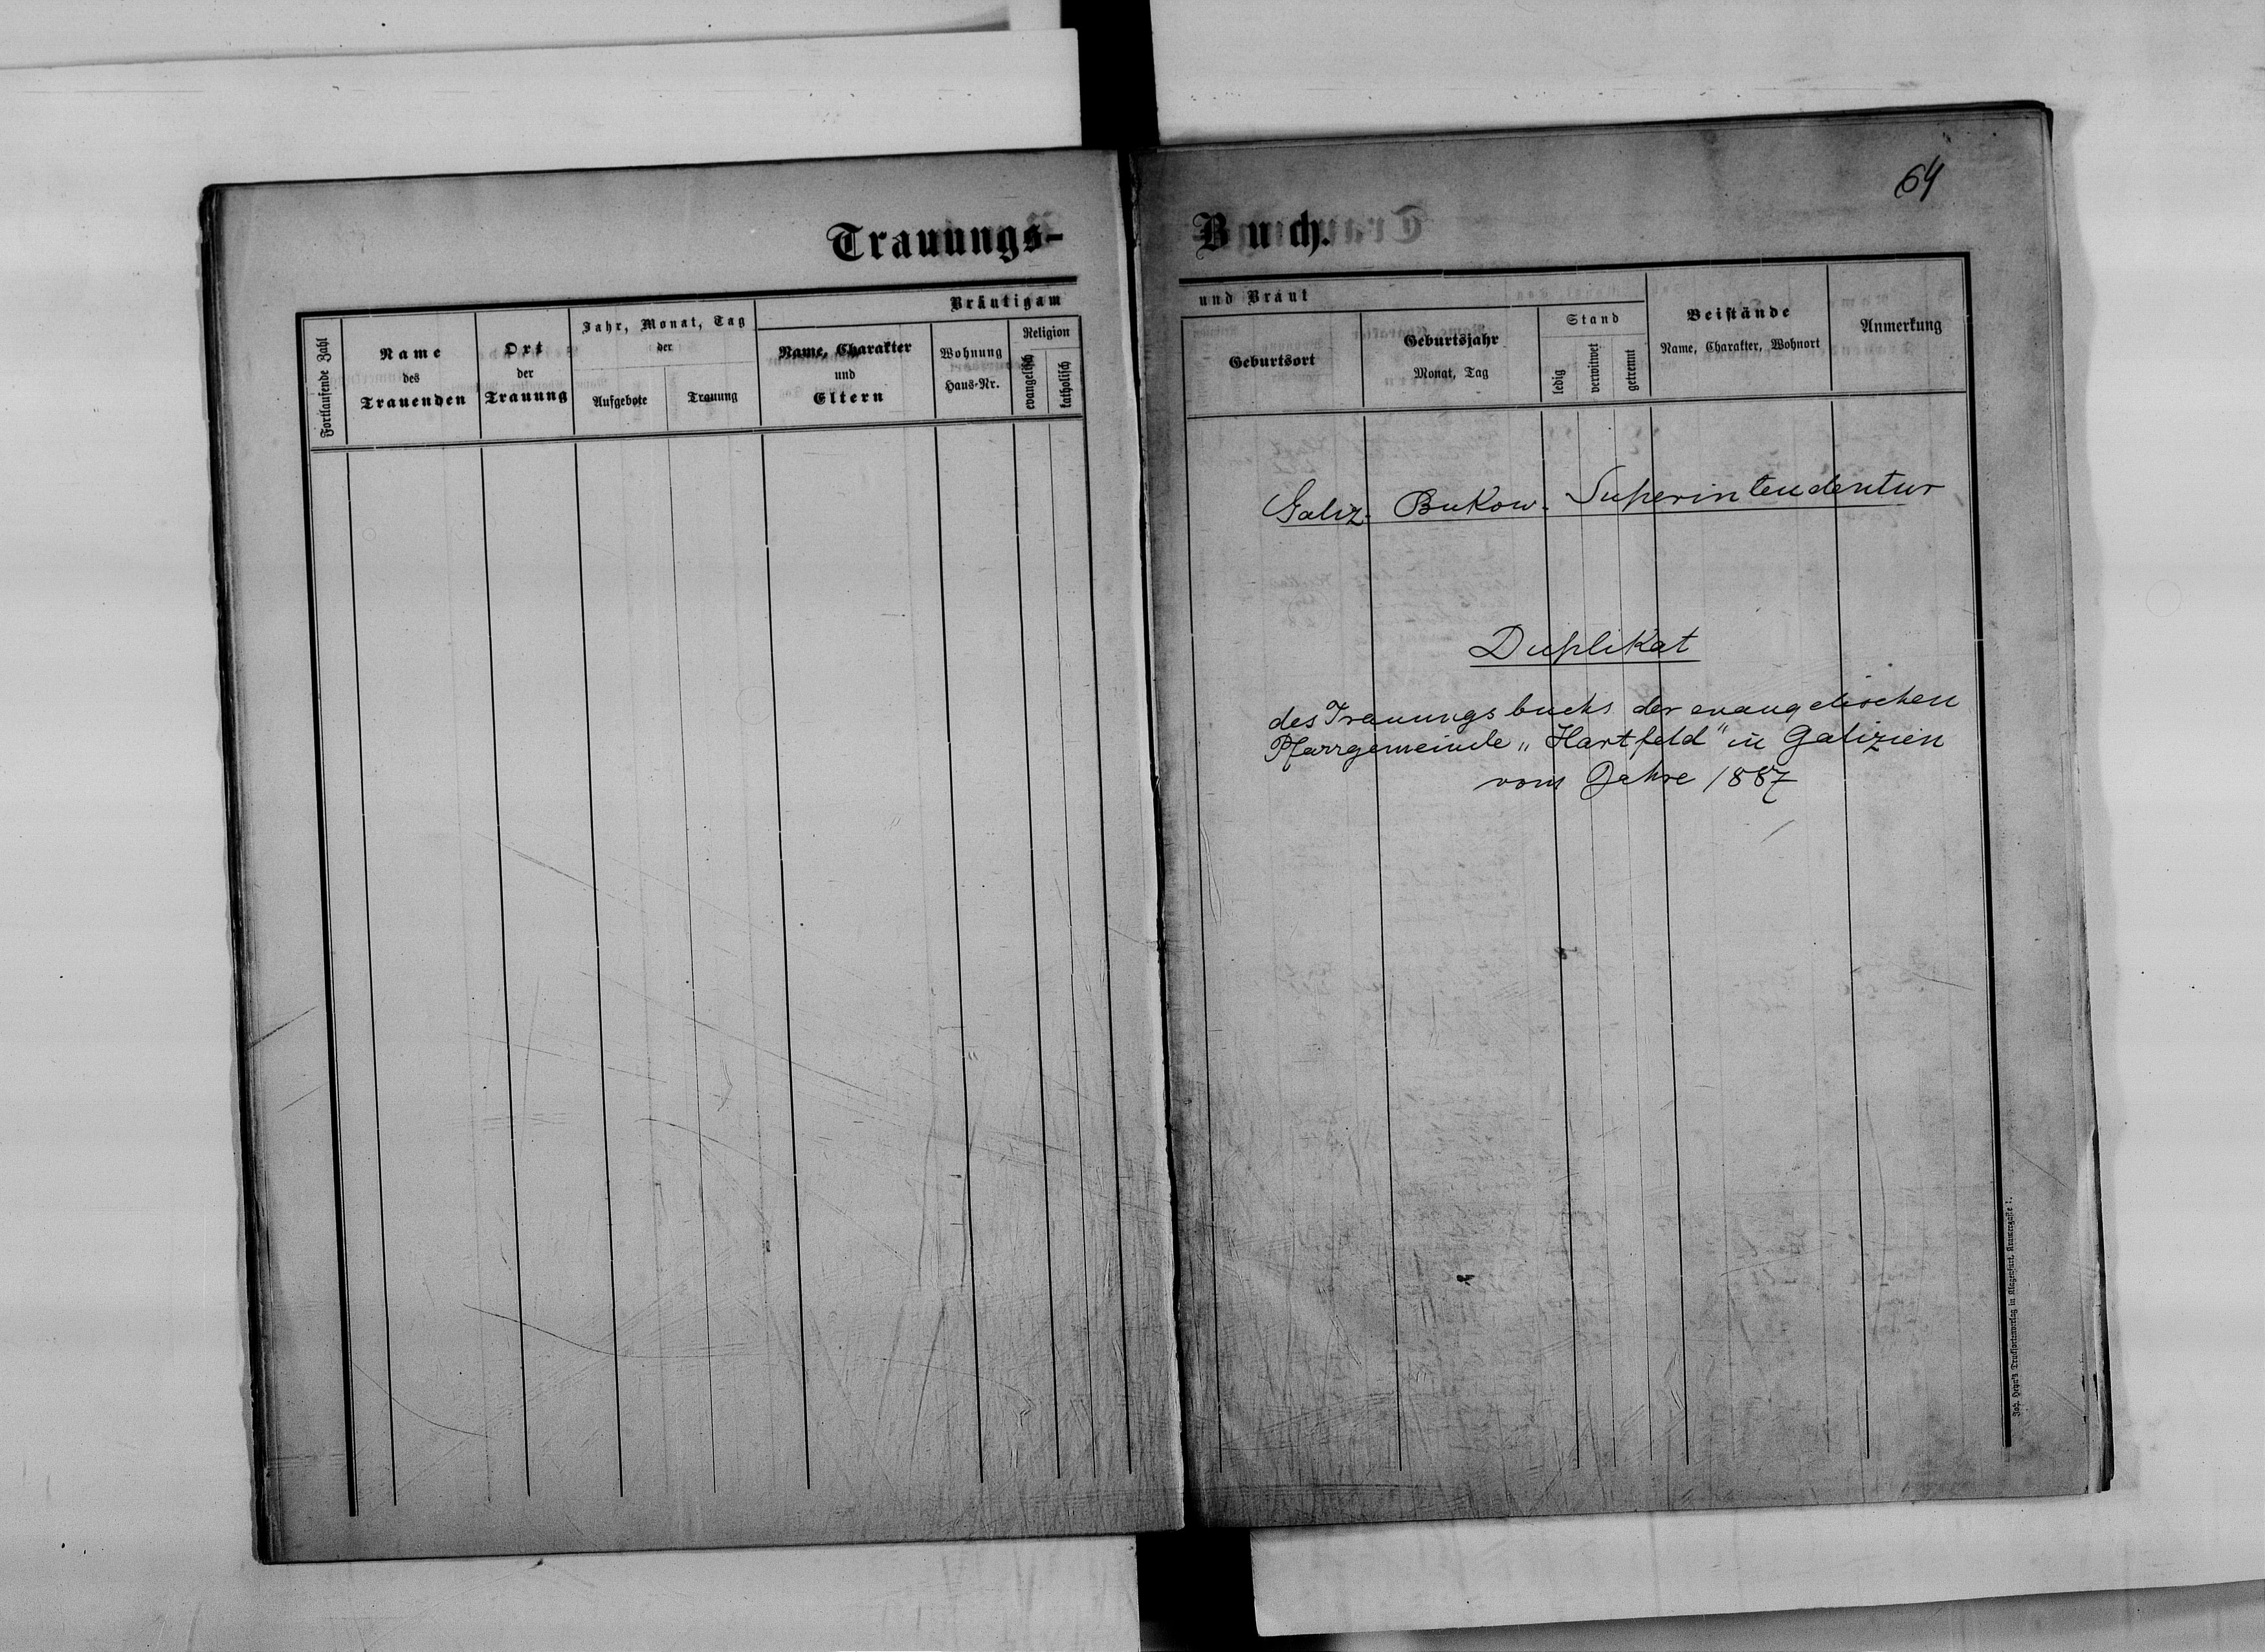 64
Trauungs-
Buch.
Fortlaufende Zahl
Name
des
Trauenden
Ort
der
Trauung
Jahr, Monat, Tag
der
Aufgebote
Trauung
Bräutigam
Name, Charakter
und
Eltern
Wohnung
Haus-Nr.
Religion
evangelisch
katholisch
und Braut
Geburtsort
Geburtsjahr
Monat, Tag
Stand
ledig
verwitwet
getrennt
Beistände
Name, Charakter, Wohnort
Anmerkung
Galiz. Bukow. Superintendentur
Duplikat
des Trauungsbuchs der evangelischen
Pfarrgemeinde „Hartfeld" in Galizien
vom Jahre 1887